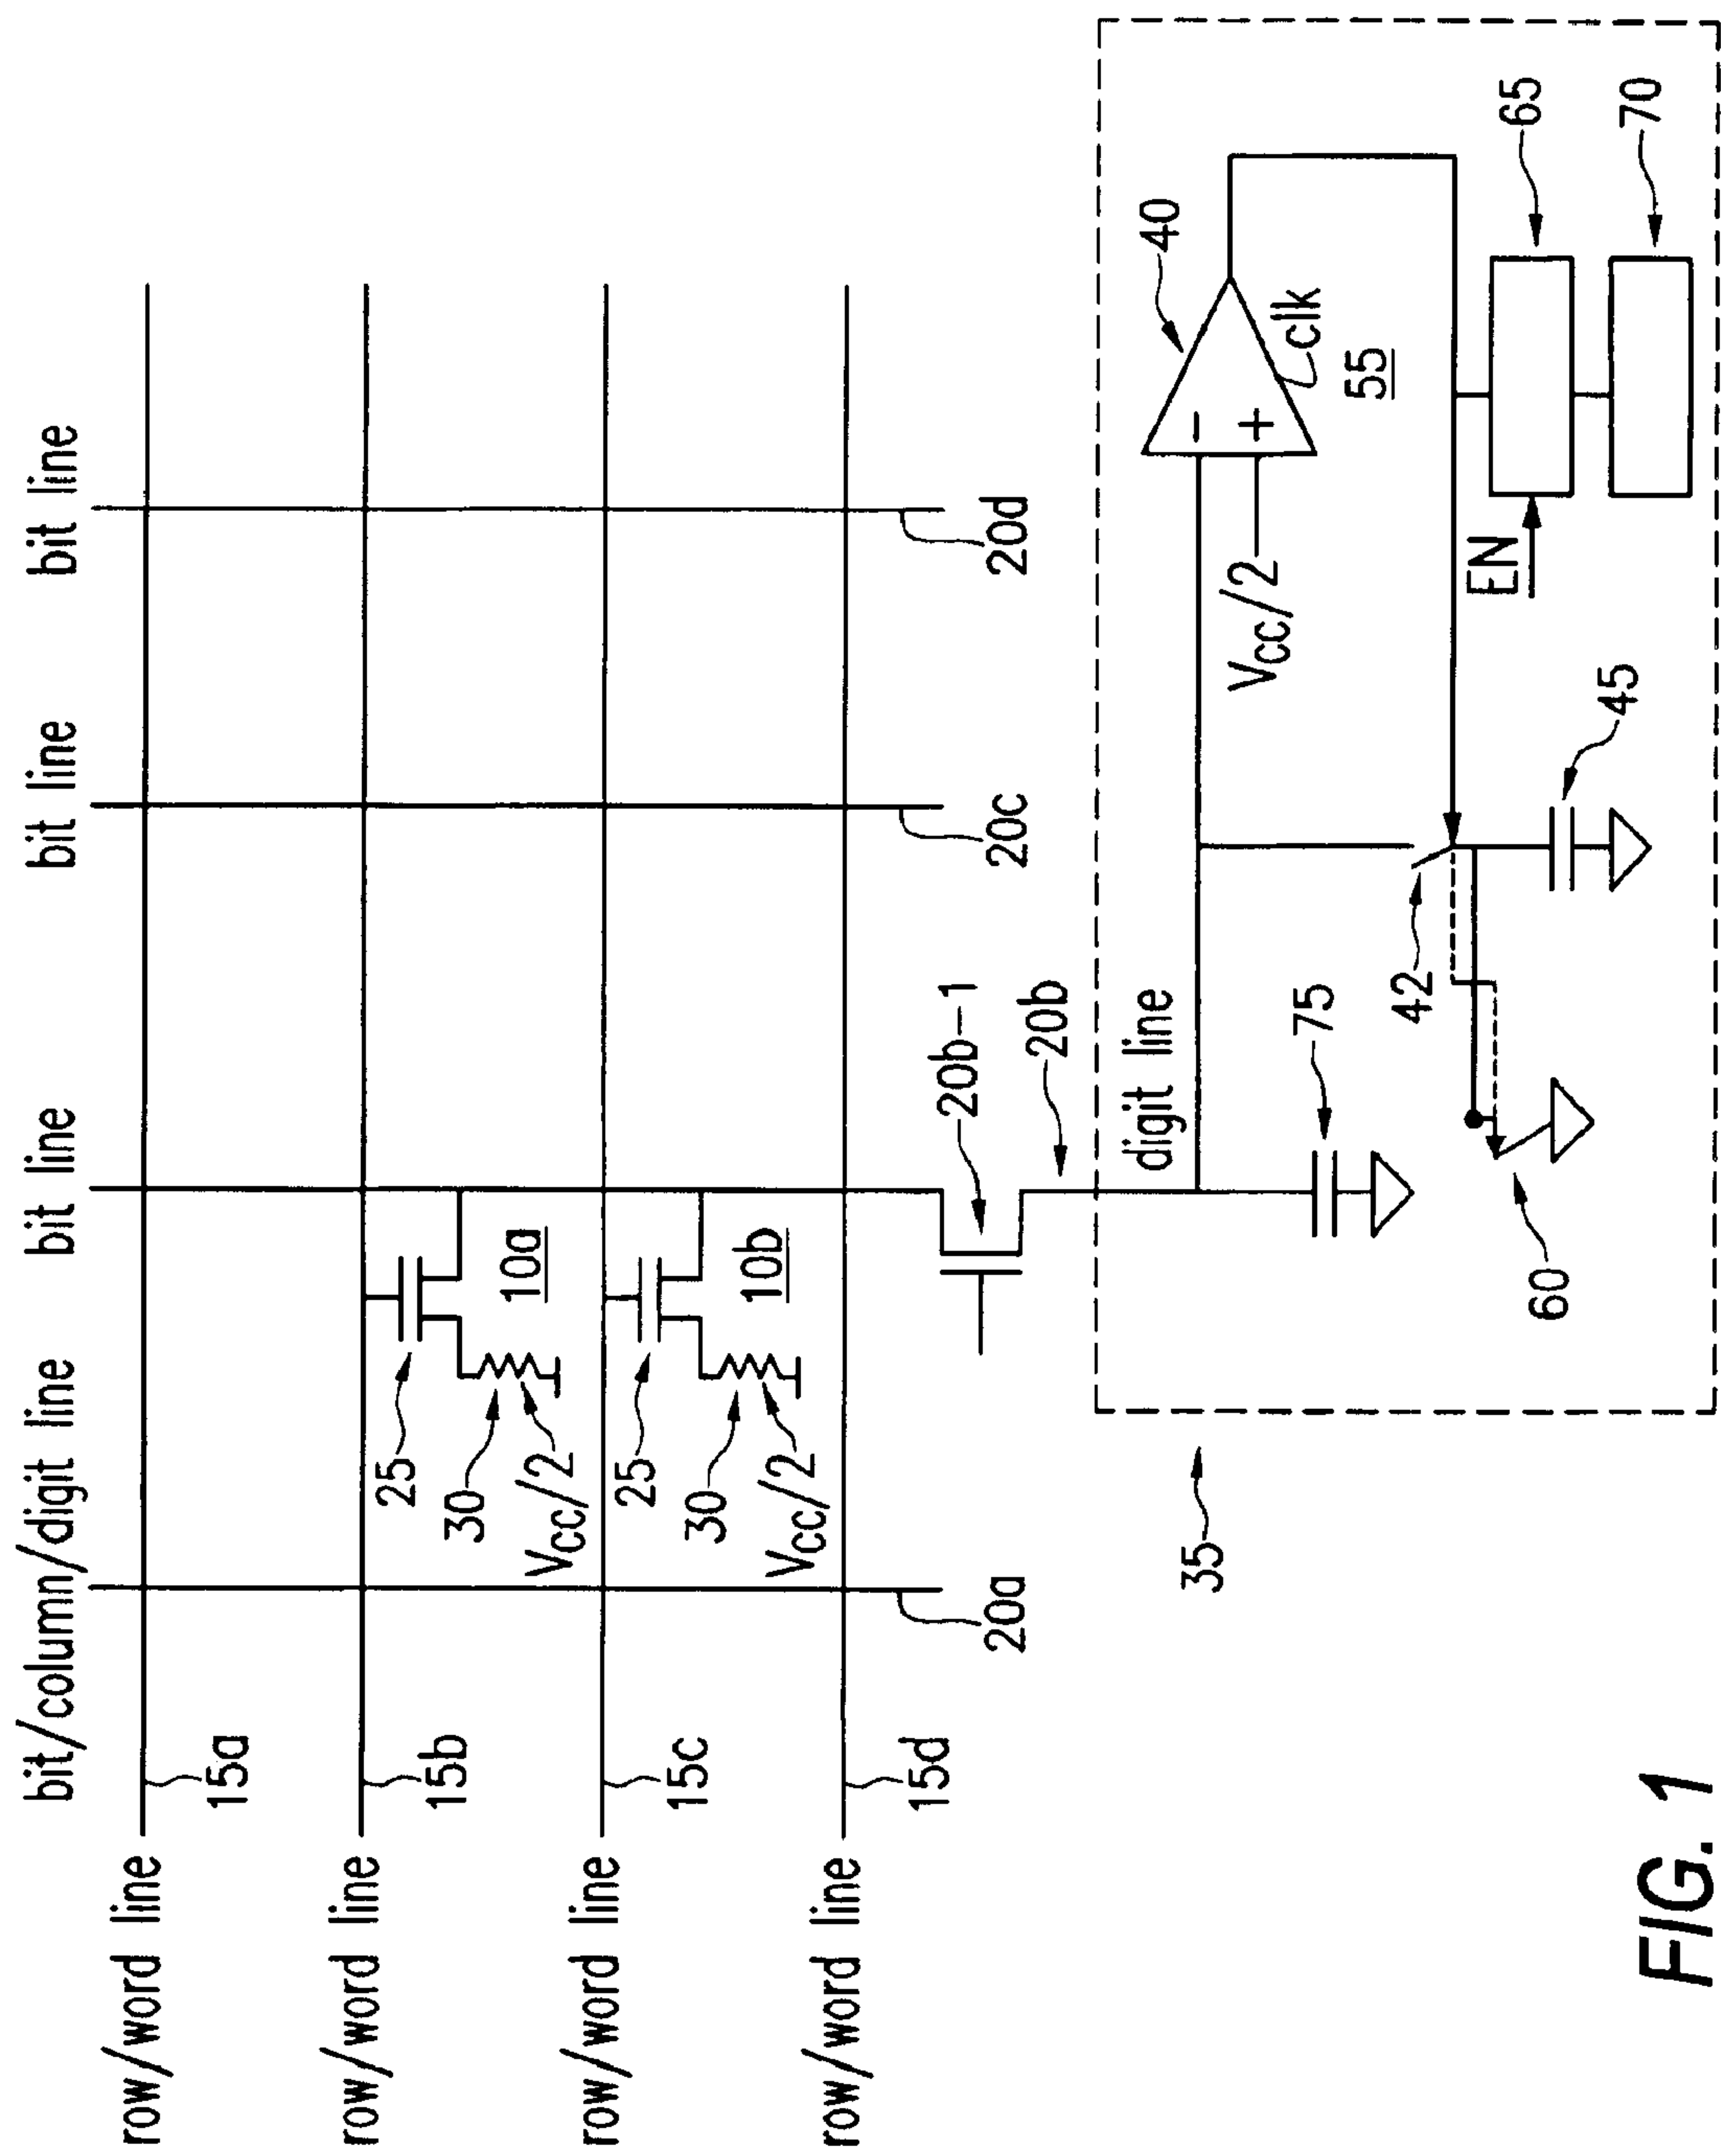 bit/column/digit line
bit line
bit line
bit line
row/word line
15a
row/word line
15b
25
10a
30
Vcc/2
row/word line
15c
25
10b
30
Vcc/2
row/word line
15d
20a
20b-1
20b
20c
20d
35
digit line
75
40
- 
+
clk
Vcc/2
55
42
60
45
EN
65
70
FIG. 1